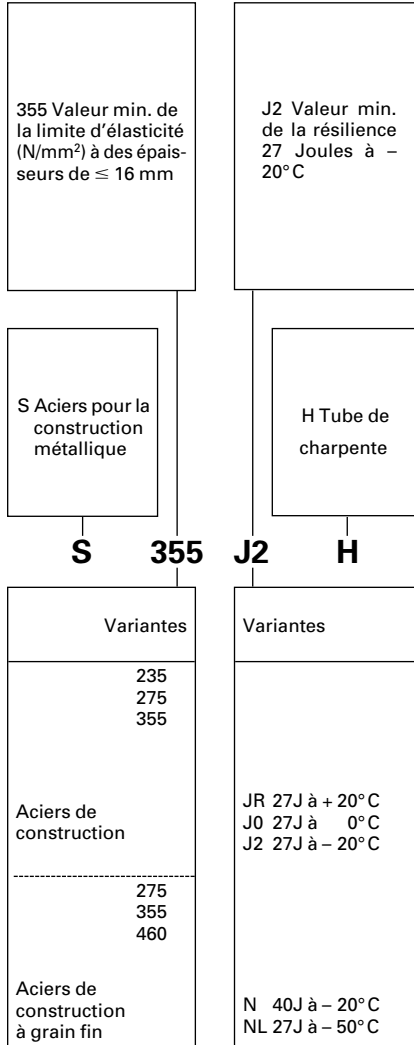 355 Valeur min. de
la limite d'élasticité
(N/mm²) à des épais-
seurs de ≤ 16 mm
J2 Valeur min.
de la résilience
27 Joules à –
20°C
S Aciers pour la
construction
métallique
H Tube de
charpente
S 355 J2 H
Variantes
235
275
355
Aciers de
construction
275
355
460
Aciers de
construction
à grain fin
Variantes
JR 27J à + 20°C
J0 27J à 0°C
J2 27J à – 20°C
N 40J à – 20°C
NL 27J à – 50°C